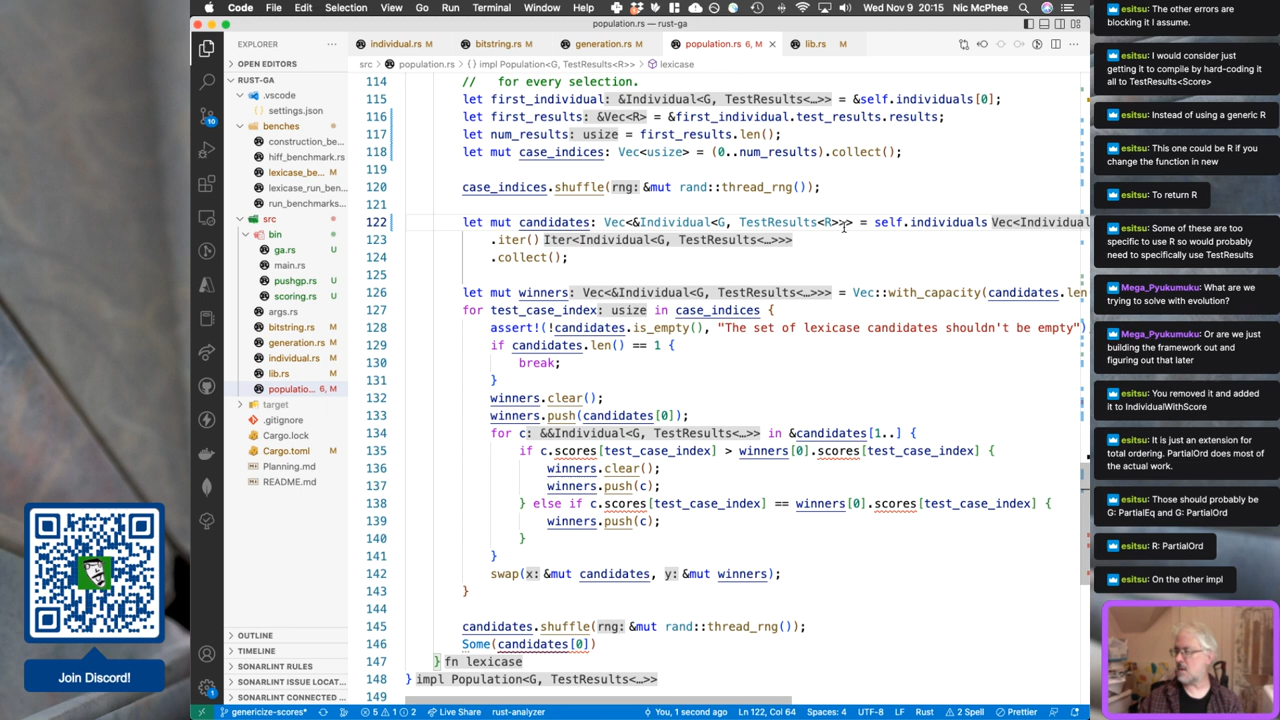 Code File Edit Selection View Go Run Terminal Window Help
Wed Nov 9 20:15 Nic McPhee
population.rs — rust-ga
EXPLORER
OPEN EDITORS
RUST-GA
.vscode
settings.json
benches
construction_be...
hiff_benchmark.rs
lexicase_be... M
lexicase_run_ben...
run_benchmarks...
src
bin
ga.rs U
main.rs
pushgp.rs U
scoring.rs U
args.rs
bitstring.rs M
generation.rs M
individual.rs M
lib.rs M
populatio... 6, M
target
.gitignore
Cargo.lock
Cargo.toml M
Planning.md
README.md
OUTLINE
TIMELINE
SONARLINT RULES
SONARLINT ISSUE LOCAT...
SONARLINT CONNECTED ...
individual.rs M bitstring.rs M generation.rs M population.rs 6, M lib.rs M
src > population.rs > {} impl Population<G, TestResults<R>> > lexicase
114 // for every selection.
115 let first_individual: &Individual<G, TestResults<…>> = &self.individuals[0];
116 let first_results: &Vec<R> = &first_individual.test_results.results;
117 let num_results: usize = first_results.len();
118 let mut case_indices: Vec<usize> = (0..num_results).collect();
119
120 case_indices.shuffle(rng: &mut rand::thread_rng());
121
122 let mut candidates: Vec<&Individual<G, TestResults<R>>> = self.individuals Vec<Individual
123 .iter() Iter<Individual<G, TestResults<…>>>
124 .collect();
125
126 let mut winners: Vec<&Individual<G, TestResults<…>>> = Vec::with_capacity(candidates.len
127 for test_case_index: usize in case_indices {
128 assert!(!candidates.is_empty(), "The set of lexicase candidates shouldn't be empty")
129 if candidates.len() == 1 {
130 break;
131 }
132 winners.clear();
133 winners.push(candidates[0]);
134 for c: &&Individual<G, TestResults<…>> in &candidates[1..] {
135 if c.scores[test_case_index] > winners[0].scores[test_case_index] {
136 winners.clear();
137 winners.push(c);
138 } else if c.scores[test_case_index] == winners[0].scores[test_case_index] {
139 winners.push(c);
140 }
141 }
142 swap(x: &mut candidates, y: &mut winners);
143 }
144
145 candidates.shuffle(rng: &mut rand::thread_rng());
146 Some(candidates[0])
147 } fn lexicase
148 } impl Population<G, TestResults<…>>
149
genericize-scores* 5 1 2 Live Share rust-analyzer You, 1 second ago Ln 122, Col 64 Spaces: 4 UTF-8 LF Rust 2 Spell Prettier
Join Discord!
esitsu: The other errors are
blocking it I assume.
esitsu: I would consider just
getting it to compile by hard-coding it
all to TestResults<Score>
esitsu: Instead of using a generic R
esitsu: This one could be R if you
change the function in new
esitsu: To return R
esitsu: Some of these are too
specific to use R so would probably
need to specifically use TestResults
Mega_Pyukumuku: What are we
trying to solve with evolution?
Mega_Pyukumuku: Or are we just
building the framework out and
figuring out that later
esitsu: You removed it and added
it to IndividualWithScore
esitsu: It is just an extension for
total ordering. PartialOrd does most
of the actual work.
esitsu: Those should probably be
G: PartialEq and G: PartialOrd
esitsu: R: PartialOrd
esitsu: On the other impl